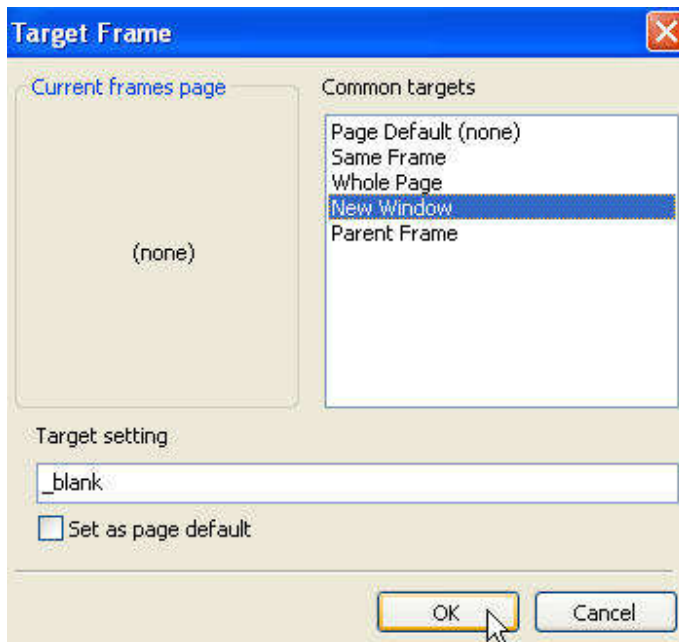 Target Frame
Current frames page
(none)
Common targets
Page Default (none)
Same Frame
Whole Page
New Window
Parent Frame
Target setting
_blank
Set as page default
OK
Cancel